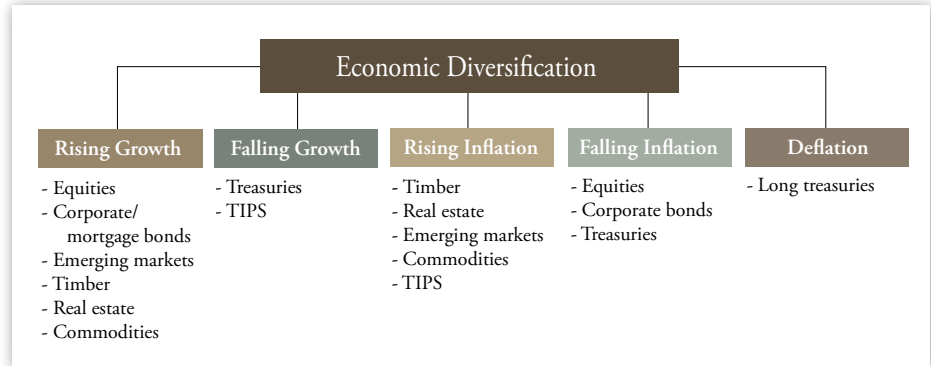 Economic Diversification
Rising Growth
- Equities
- Corporate/
mortgage bonds
- Emerging markets
- Timber
- Real estate
- Commodities
Falling Growth
- Treasuries
- TIPS
Rising Inflation
- Timber
- Real estate
- Emerging markets
- Commodities
- TIPS
Falling Inflation
- Equities
- Corporate bonds
- Treasuries
Deflation
- Long treasuries